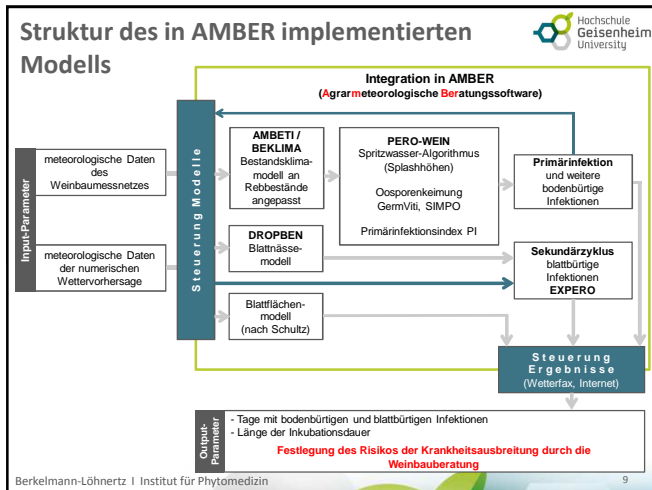 Struktur des in AMBER implementierten
Modells
Hochschule
Geisenheim
University
Integration in AMBER
(Agrarmeteorologische Beratungssoftware)
Input-Parameter
meteorologische Daten
des
Weinbaumessnetzes
meteorologische Daten
der numerischen
Wettervorhersage
Steuerung Modelle
AMBETI /
BEKLIMA
Bestandsklima-
modell an
Rebbestände
angepasst
PERO-WEIN
Spritzwasser-Algorithmus
(Splashhöhen)
Oosporenkeimung
GermViti, SIMPO
Primärinfektionsindex PI
Primärinfektion
und weitere
bodenbürtige
Infektionen
DROPBEN
Blattnässe-
modell
Sekundärzyklus
blattbürtige
Infektionen
EXPERO
Blattflächen-
modell
(nach Schultz)
Steuerung
Ergebnisse
(Wetterfax, Internet)
Output-
Parameter
- Tage mit bodenbürtigen und blattbürtigen Infektionen
- Länge der Inkubationsdauer
Festlegung des Risikos der Krankheitsausbreitung durch die
Weinbauberatung
Berkelmann-Löhnertz I Institut für Phytomedizin
9